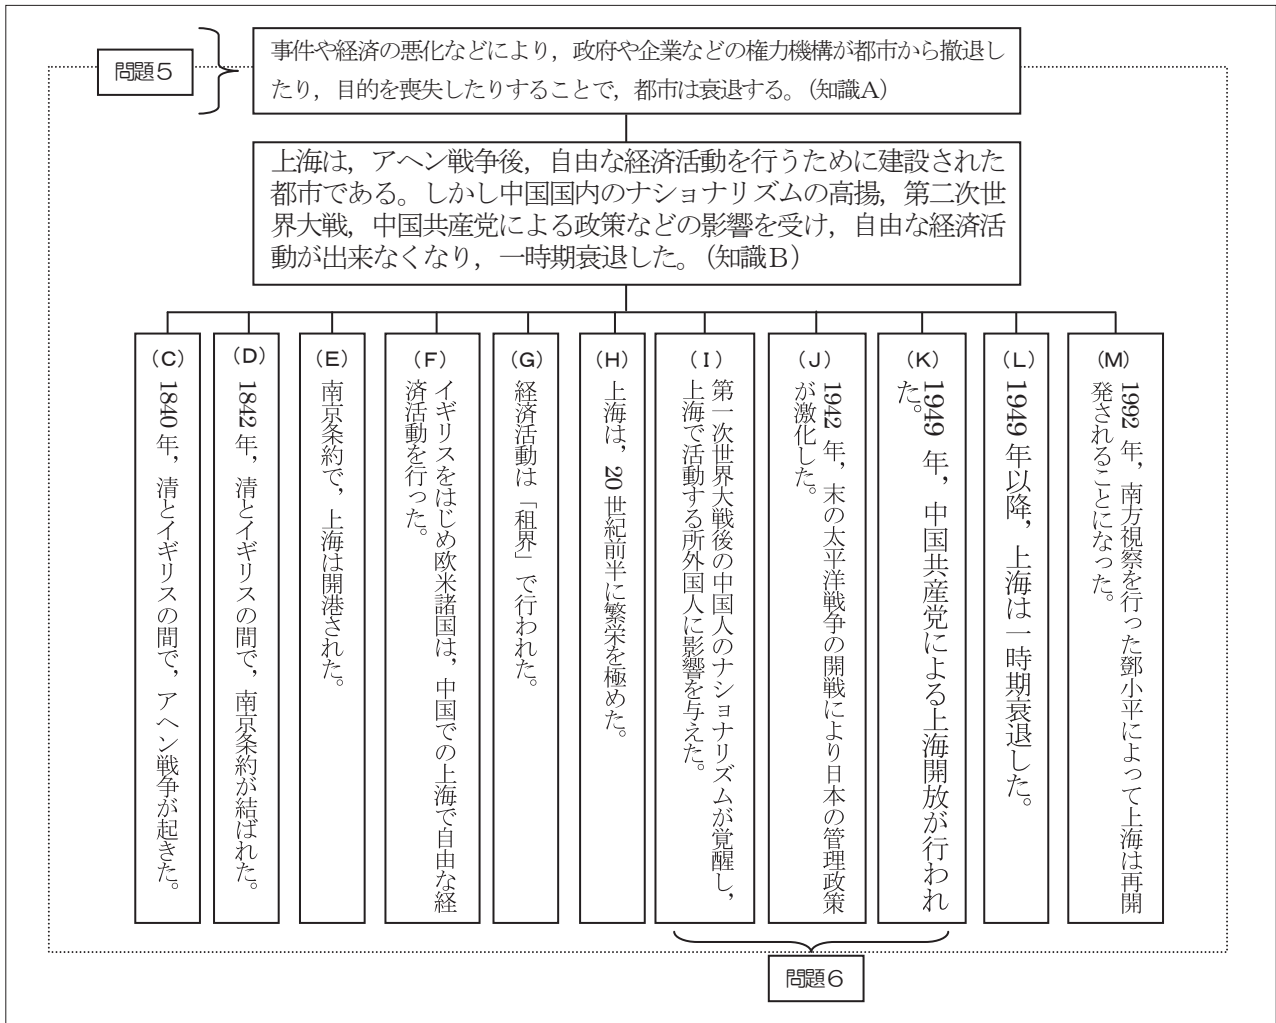 問題5
事件や経済の悪化などにより，政府や企業などの権力機構が都市から撤退し
たり，目的を喪失したりすることで，都市は衰退する。（知識A）
上海は，アヘン戦争後，自由な経済活動を行うために建設された
都市である。しかし中国国内のナショナリズムの高揚，第二次世
界大戦，中国共産党による政策などの影響を受け，自由な経済活
動が出来なくなり，一時期衰退した。（知識B）
（C）
1840年，清とイギリスの間で，アヘン戦争が起きた。
（D）
1842年，清とイギリスの間で，南京条約が結ばれた。
（E）
南京条約で，上海は開港された。
（F）
イギリスをはじめ欧米諸国は，中国での上海で自由な経
済活動を行った。
（G）
経済活動は「租界」で行われた。
（H）
上海は，20世紀前半に繁栄を極めた。
（I）
第一次世界大戦後の中国人のナショナリズムが覚醒し，
上海で活動する所外国人に影響を与えた。
（J）
1942年，末の太平洋戦争の開戦により日本の管理政策
が激化した。
（K）
1949年，中国共産党による上海開放が行われ
た。
（L）
1949年以降，上海は一時期衰退した。
（M）
1992年，南方視察を行った鄧小平によって上海は再開
発されることになった。
問題6